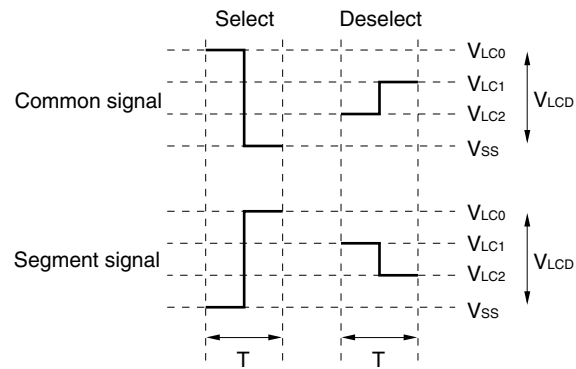 Select Deselect
VLC0
VLC1
Common signal VLCD
VLC2
VSS
VLC0
VLC1
Segment signal VLCD
VLC2
VSS
T T